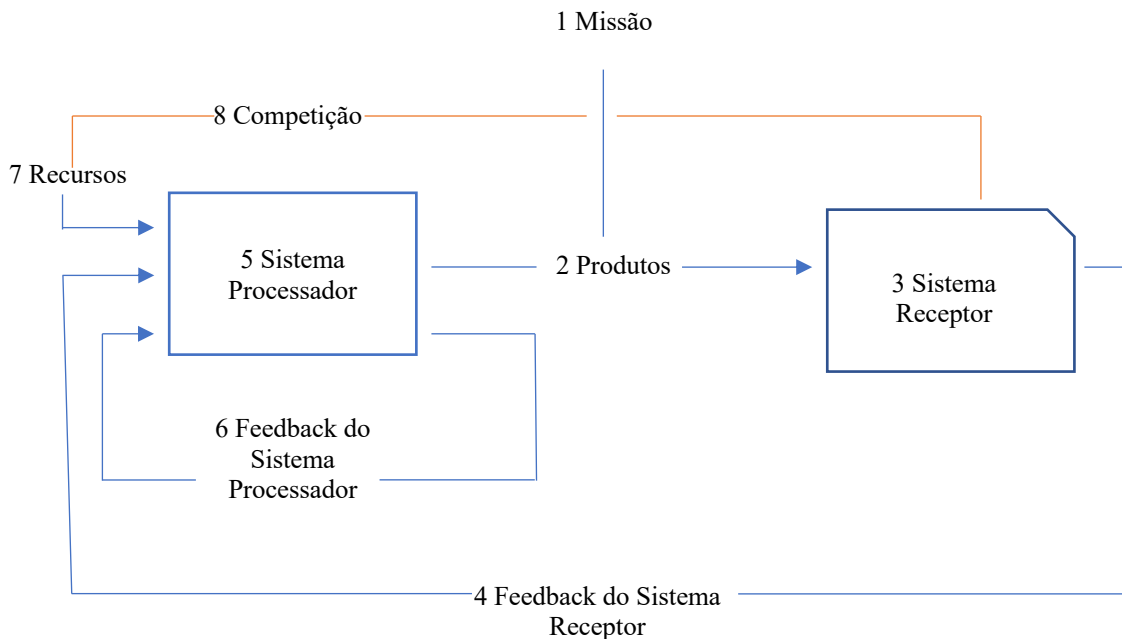 1 Missão
8 Competição
7 Recursos
5 Sistema
Processador
2 Produtos
3 Sistema
Receptor
6 Feedback do
Sistema
Processador
4 Feedback do Sistema
Receptor